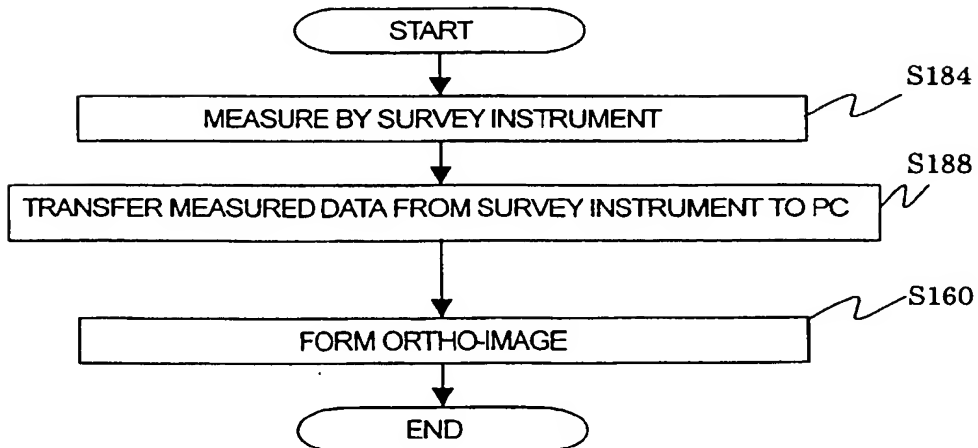 START
S184
MEASURE BY SURVEY INSTRUMENT
S188
TRANSFER MEASURED DATA FROM SURVEY INSTRUMENT TO PC
S160
FORM ORTHO-IMAGE
END